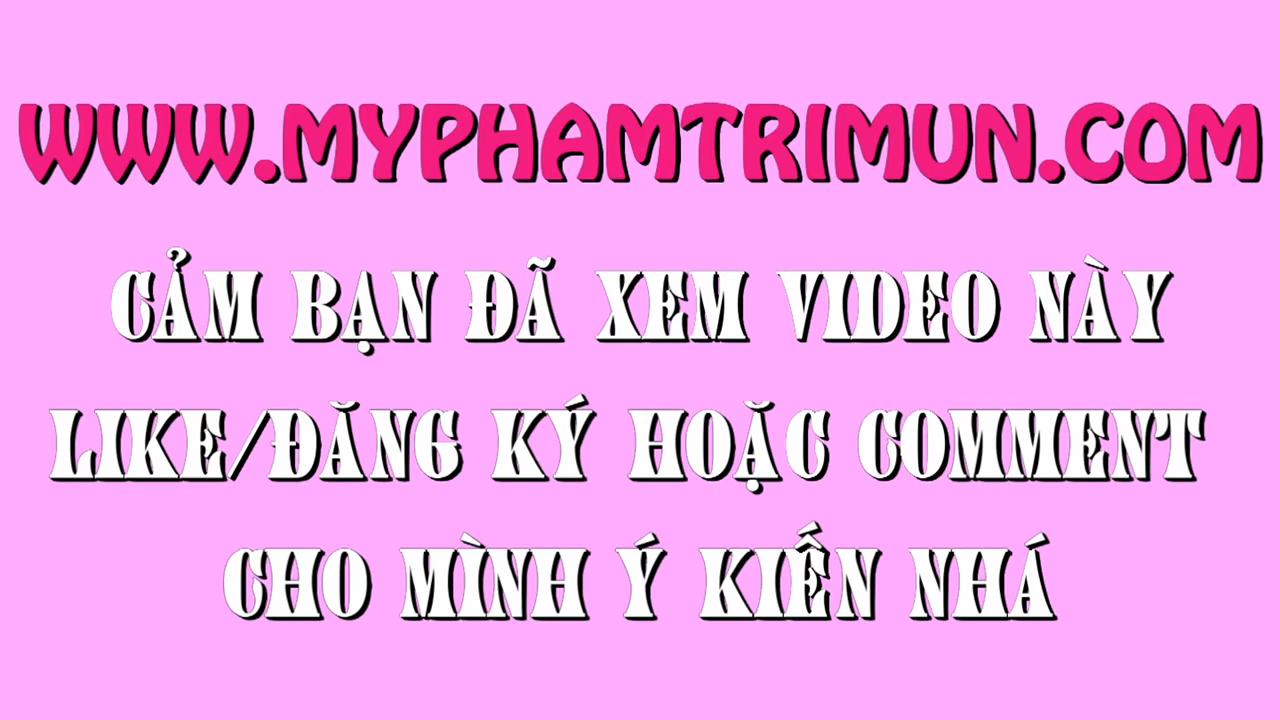 WWW.MYPHAMTRIMUN.COM
CẢM BẠN ĐÃ XEM VIDEO NÀY
LIKE/ĐĂNG KÝ HOẶC COMMENT
CHO MÌNH Ý KIẾN NHÁ